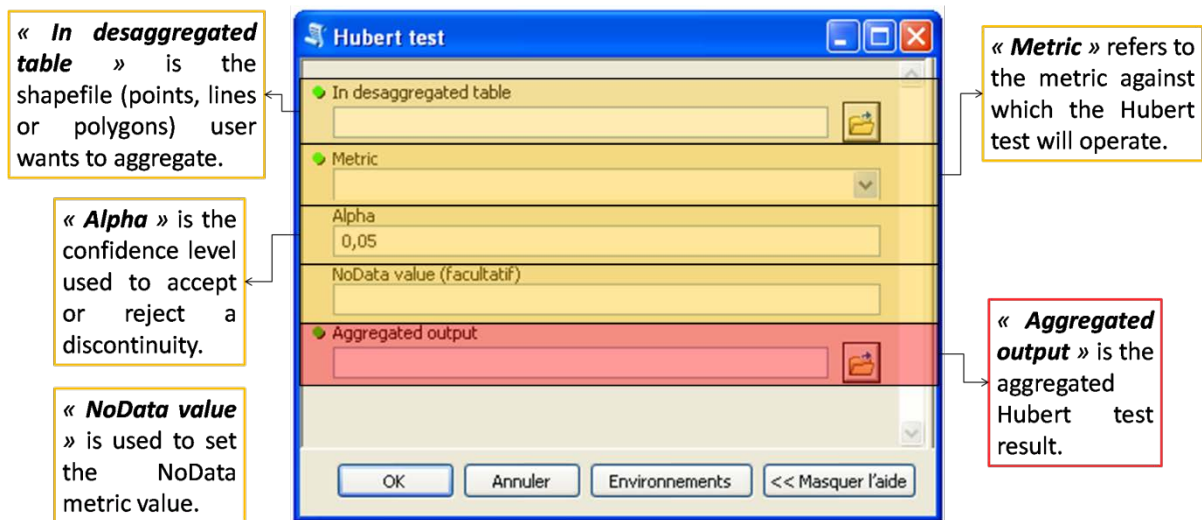 « In desaggregated
table » is the
shapefile (points, lines
or polygons) user
wants to aggregate.
« Alpha » is the
confidence level
used to accept
or reject a
discontinuity.
« NoData value
» is used to set
the NoData
metric value.
Hubert test
In desaggregated table
Metric
Alpha
0,05
NoData value (facultatif)
Aggregated output
OK
Annuler
Environnements
<< Masquer l'aide
« Metric » refers to
the metric against
which the Hubert
test will operate.
« Aggregated
output » is the
aggregated
Hubert test
result.